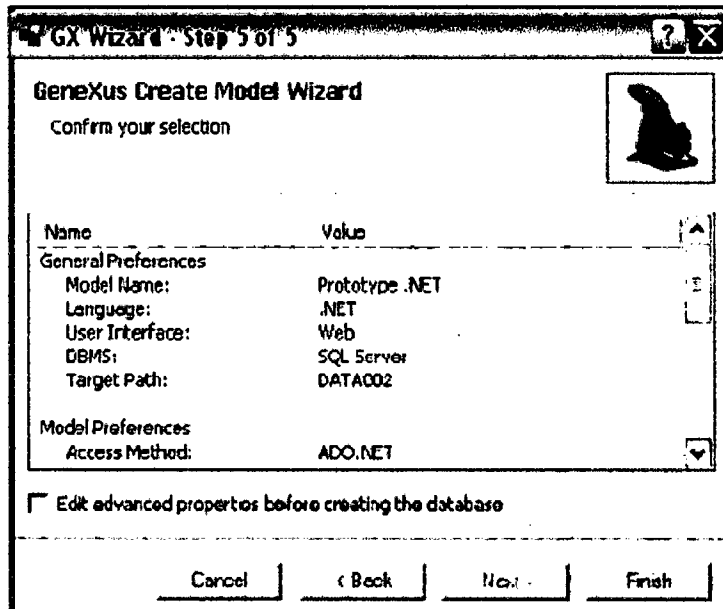 GX Wizard - Step 5 of 5
GeneXus Create Model Wizard
Confirm your selection
Name Value
General Preferences
Model Name: Prototype .NET
Language: .NET
User Interface: Web
DBMS: SQL Server
Target Path: DATA002
Model Preferences
Access Method: ADO.NET
Edit advanced properties before creating the database
Cancel < Back Next > Finish